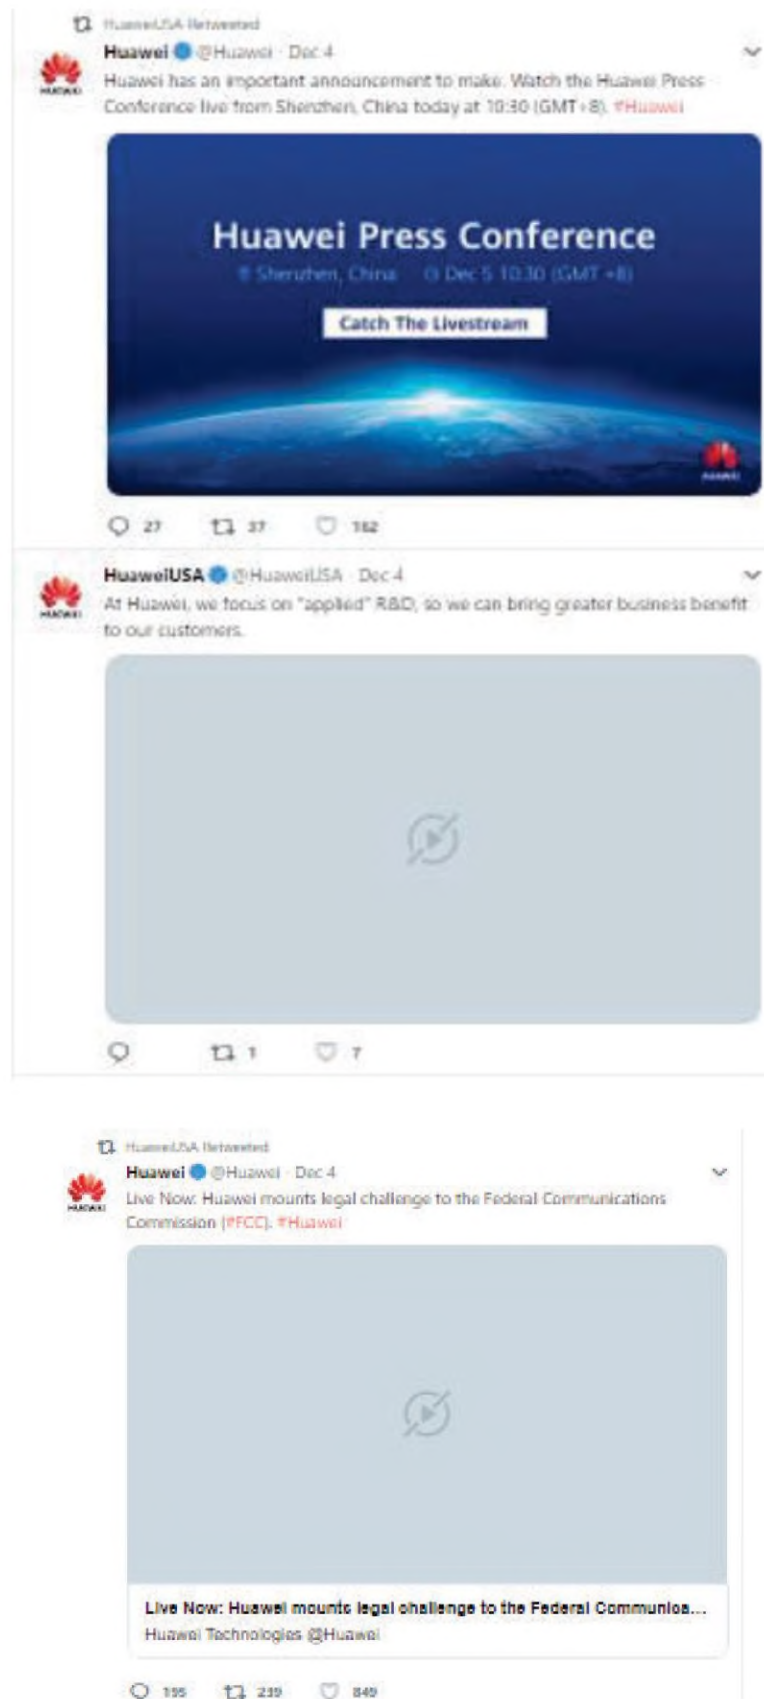 HuaweiUSA Retweeted
Huawei @Huawei · Dec 4
HUAWEI
Huawei has an important announcement to make. Watch the Huawei Press
Conference live from Shenzhen, China today at 10:30 (GMT+8). #Huawei
Huawei Press Conference
Shenzhen, China Dec 5 10:30 (GMT +8)
Catch The Livestream
HUAWEI
27 37 162
HuaweiUSA @HuaweiUSA · Dec 4
HUAWEI
At Huawei, we focus on "applied" R&D, so we can bring greater business benefit
to our customers.
1 7
HuaweiUSA Retweeted
Huawei @Huawei · Dec 4
HUAWEI
Live Now: Huawei mounts legal challenge to the Federal Communications
Commission (#FCC). #Huawei
Live Now: Huawei mounts legal challenge to the Federal Communica...
Huawei Technologies @Huawei
195 239 849